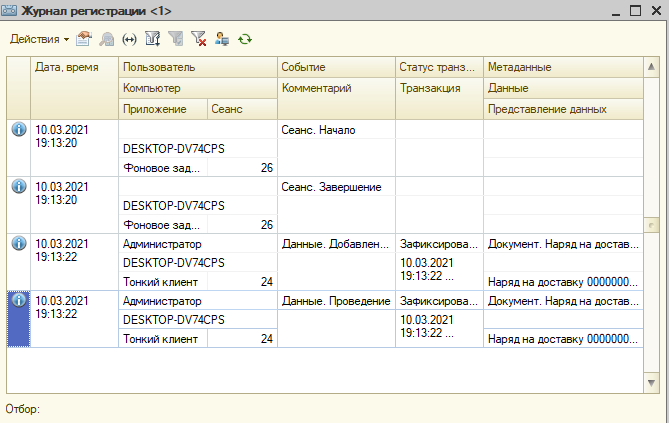 Журнал регистрации <1>
Действия
Дата, время Пользователь Событие Статус транз... Метаданные
Компьютер Комментарий Транзакция Данные
Приложение Сеанс Представление данных
10.03.2021 Сеанс. Начало
19:13:20 DESKTOP-DV74CPS
Фоновое зад... 26
10.03.2021 Сеанс. Завершение
19:13:20 DESKTOP-DV74CPS
Фоновое зад... 26
10.03.2021 Администратор Данные. Добавлен... Зафиксирова... Документ. Наряд на достав...
19:13:22 DESKTOP-DV74CPS 10.03.2021
19:13:22 ...
Тонкий клиент 24 Наряд на доставку 0000000...
10.03.2021 Администратор Данные. Проведение Зафиксирова... Документ. Наряд на достав...
19:13:22 DESKTOP-DV74CPS 10.03.2021
19:13:22 ...
Тонкий клиент 24 Наряд на доставку 0000000...
Отбор: